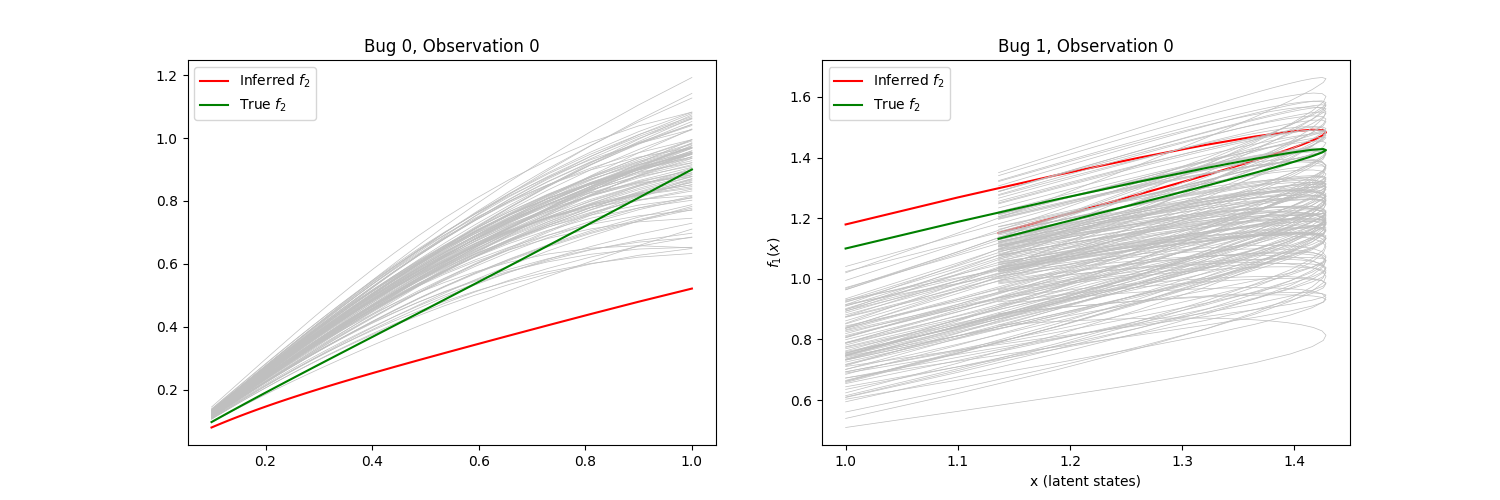 Bug 0, Observation 0
Inferred f₂
True f₂
1.2
1.0
0.8
0.6
0.4
0.2
0.2 0.4 0.6 0.8 1.0
Bug 1, Observation 0
Inferred f₂
True f₂
f₁(x)
1.6
1.4
1.2
1.0
0.8
0.6
1.0 1.1 1.2 1.3 1.4
x (latent states)